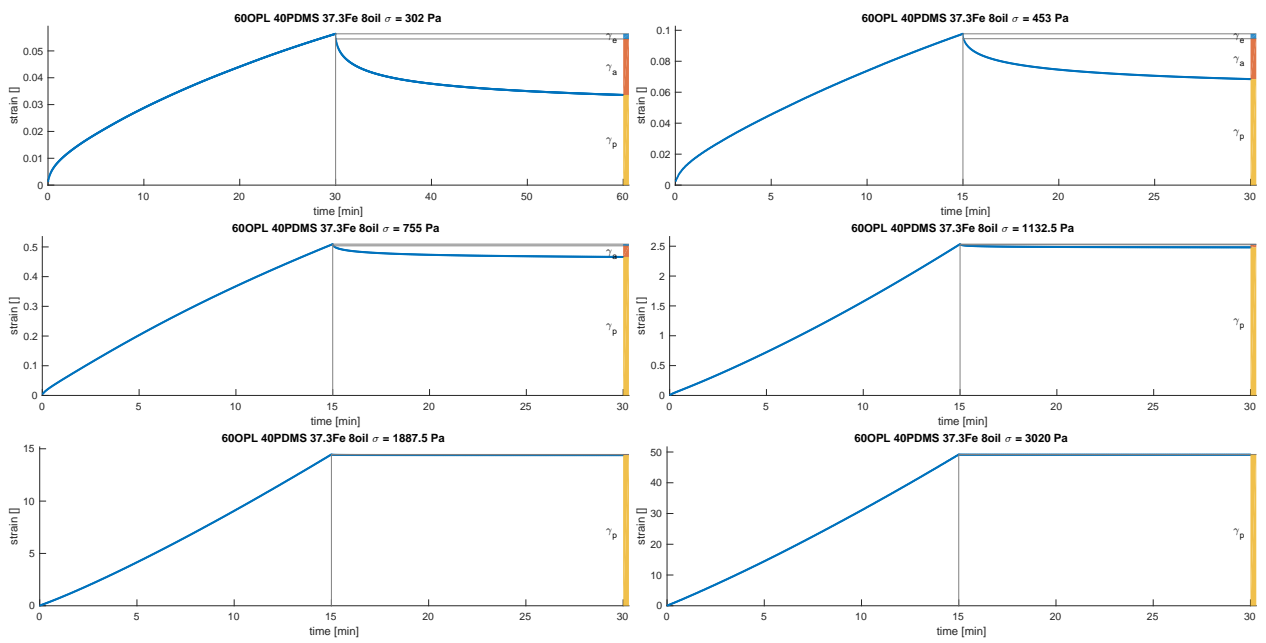 60OPL 40PDMS 37.3Fe 8oil σ = 302 Pa
strain []
0
0.01
0.02
0.03
0.04
0.05
0
10
20
30
40
50
60
time [min]
γe
γa
γp
60OPL 40PDMS 37.3Fe 8oil σ = 453 Pa
strain []
0
0.02
0.04
0.06
0.08
0.1
0
5
10
15
20
25
30
time [min]
γe
γa
γp
60OPL 40PDMS 37.3Fe 8oil σ = 755 Pa
strain []
0
0.1
0.2
0.3
0.4
0.5
0
5
10
15
20
25
30
time [min]
γa
γp
60OPL 40PDMS 37.3Fe 8oil σ = 1132.5 Pa
strain []
0
0.5
1
1.5
2
2.5
0
5
10
15
20
25
30
time [min]
γp
60OPL 40PDMS 37.3Fe 8oil σ = 1887.5 Pa
strain []
0
5
10
15
0
5
10
15
20
25
30
time [min]
γp
60OPL 40PDMS 37.3Fe 8oil σ = 3020 Pa
strain []
0
10
20
30
40
50
0
5
10
15
20
25
30
time [min]
γp